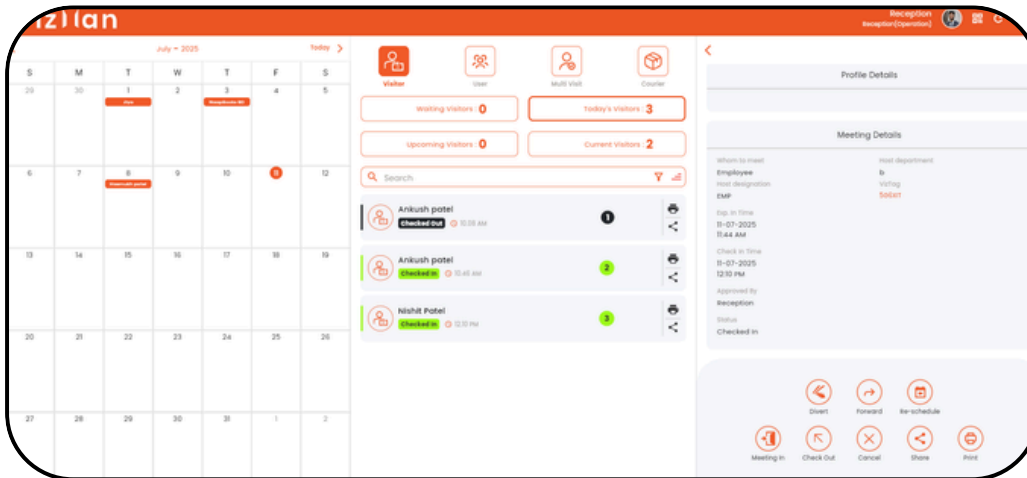 Reception
Reception(Operation)
July - 2025
Today
S M T W T F S
29 30 1 2 3 4 5
6 7 8 9 10 11 12
13 14 15 16 17 18 19
20 21 22 23 24 25 26
27 28 29 30 31 1 2
Visitor User Multi Visit Courier
Waiting Visitors : 0
Today's Visitors : 3
Upcoming Visitors : 0
Current Visitors : 2
Search
Ankush patel
Checked Out 10:38 AM
1
Ankush patel
Checked In 10:46 AM
2
Nishit Patel
Checked In 12:10 PM
3
Profile Details
Meeting Details
Whom to meet
Employee
Host department
b
Host designation
EMP
VizTag
Select
Exp. In Time
11-07-2025
11:44 AM
Check In Time
11-07-2025
12:10 PM
Approved By
Reception
Status
Checked In
Divert Forward Re-schedule
Meeting In Check Out Cancel Share Print